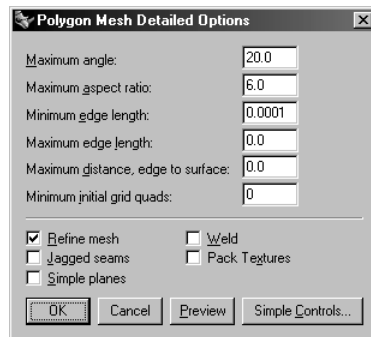 Polygon Mesh Detailed Options
Maximum angle: 20.0
Maximum aspect ratio: 6.0
Minimum edge length: 0.0001
Maximum edge length: 0.0
Maximum distance, edge to surface: 0.0
Minimum initial grid quads: 0
Refine mesh Weld
Jagged seams Pack Textures
Simple planes
OK Cancel Preview Simple Controls...